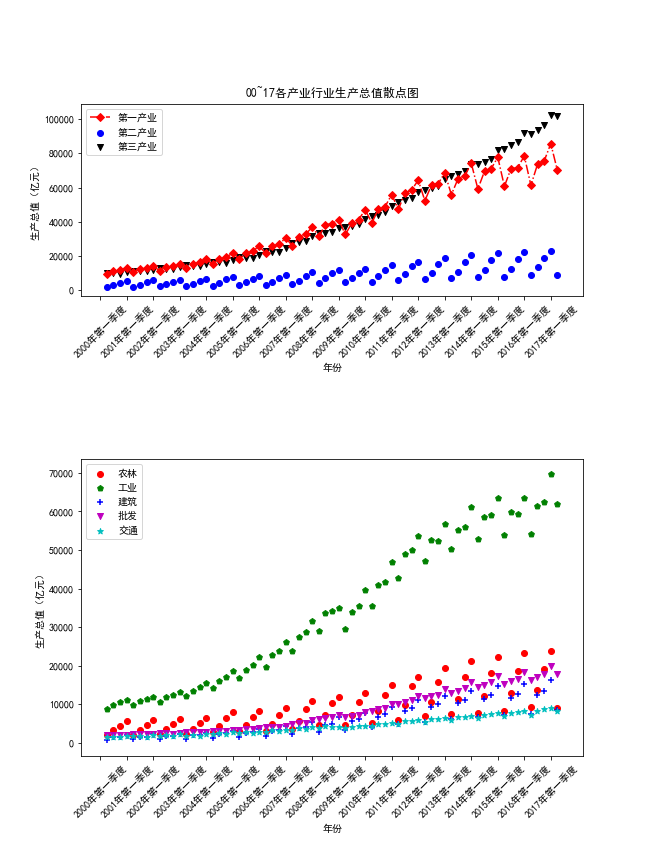 00~17各产业行业生产总值散点图
生产总值（亿元）
100000
80000
60000
40000
20000
0
第一产业
第二产业
第三产业
2000年第一季度
2001年第一季度
2002年第一季度
2003年第一季度
2004年第一季度
2005年第一季度
2006年第一季度
2007年第一季度
2008年第一季度
2009年第一季度
2010年第一季度
2011年第一季度
2012年第一季度
2013年第一季度
2014年第一季度
2015年第一季度
2016年第一季度
2017年第一季度
年份
生产总值（亿元）
70000
60000
50000
40000
30000
20000
10000
0
农林
工业
建筑
批发
交通
2000年第一季度
2001年第一季度
2002年第一季度
2003年第一季度
2004年第一季度
2005年第一季度
2006年第一季度
2007年第一季度
2008年第一季度
2009年第一季度
2010年第一季度
2011年第一季度
2012年第一季度
2013年第一季度
2014年第一季度
2015年第一季度
2016年第一季度
2017年第一季度
年份